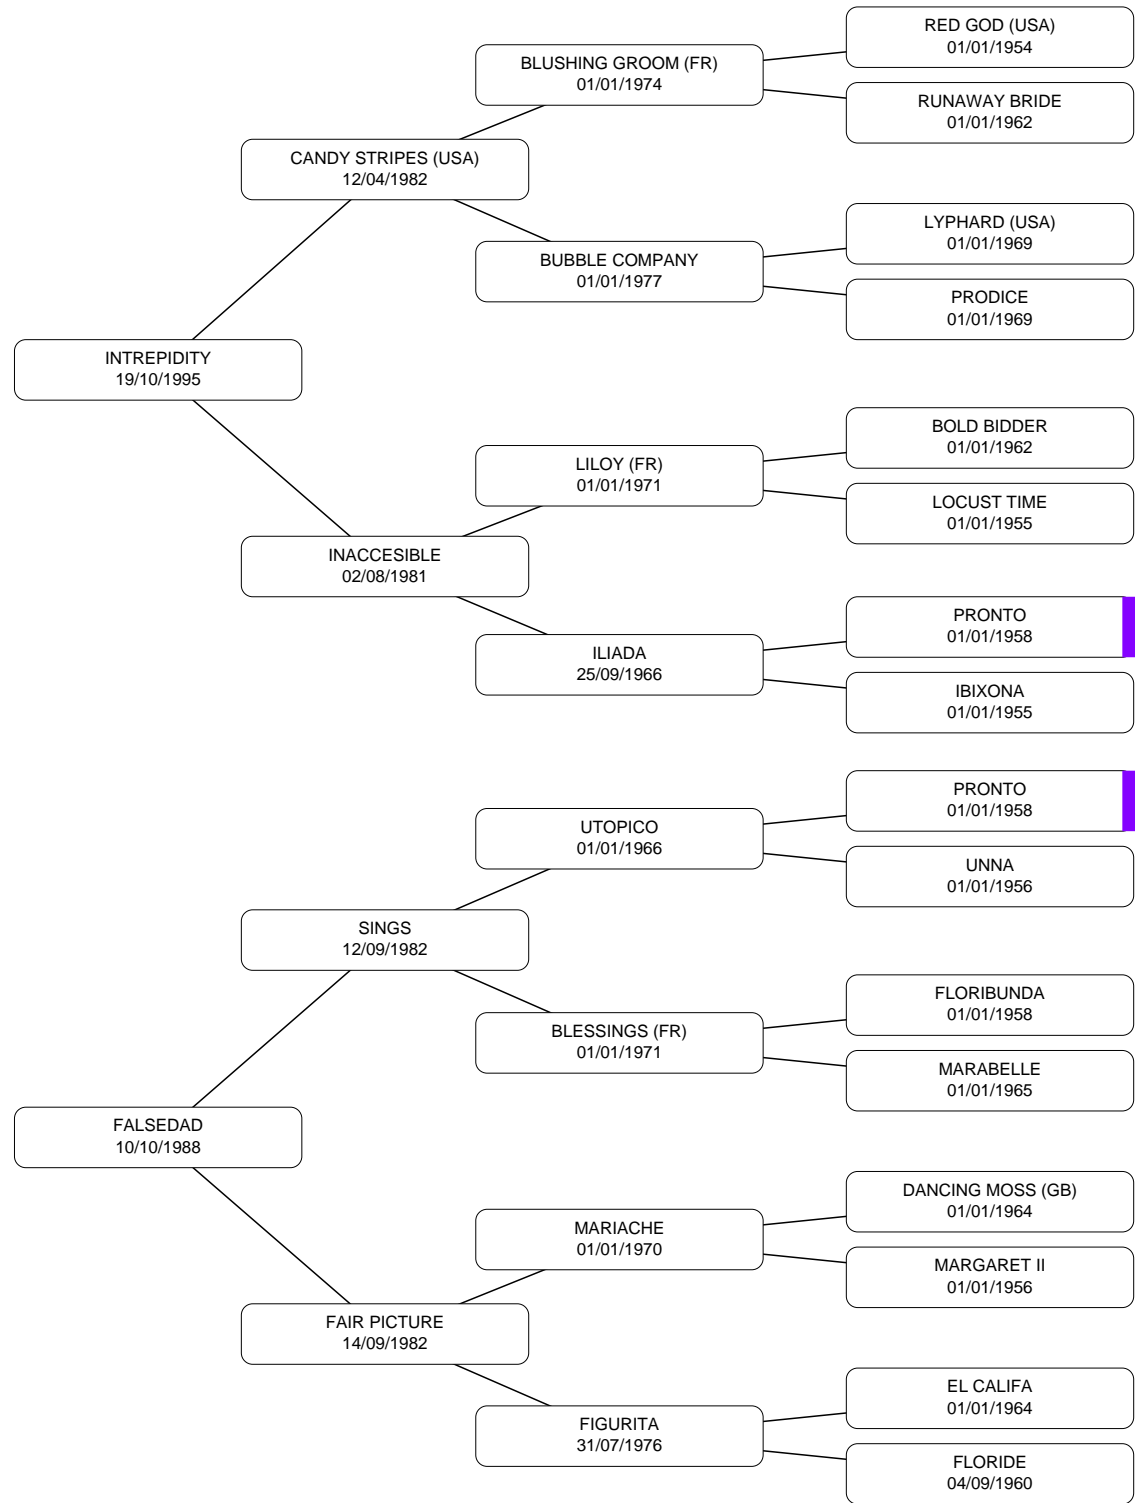 RED GOD (USA)
01/01/1954
BLUSHING GROOM (FR)
01/01/1974
RUNAWAY BRIDE
01/01/1962
CANDY STRIPES (USA)
12/04/1982
LYPHARD (USA)
01/01/1969
BUBBLE COMPANY
01/01/1977
PRODICE
01/01/1969
INTREPIDITY
19/10/1995
BOLD BIDDER
01/01/1962
LILOY (FR)
01/01/1971
LOCUST TIME
01/01/1955
INACCESIBLE
02/08/1981
PRONTO
01/01/1958
ILIADA
25/09/1966
IBIXONA
01/01/1955
PRONTO
01/01/1958
UTOPICO
01/01/1966
UNNA
01/01/1956
SINGS
12/09/1982
FLORIBUNDA
01/01/1958
BLESSINGS (FR)
01/01/1971
MARABELLE
01/01/1965
FALSEDAD
10/10/1988
DANCING MOSS (GB)
01/01/1964
MARIACHE
01/01/1970
MARGARET II
01/01/1956
FAIR PICTURE
14/09/1982
EL CALIFA
01/01/1964
FIGURITA
31/07/1976
FLORIDE
04/09/1960